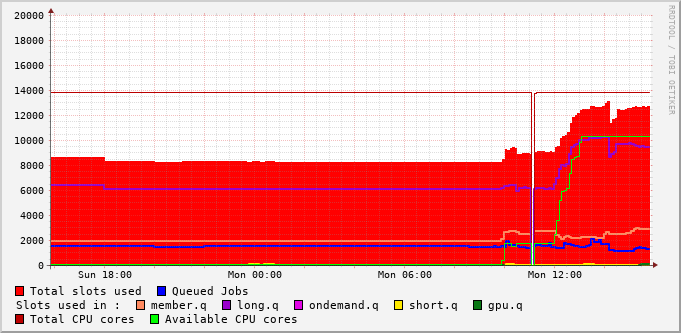 RRDTOOL / TOBI OETIKER
20000
18000
16000
14000
12000
10000
8000
6000
4000
2000
0
Sun 18:00 Mon 00:00 Mon 06:00 Mon 12:00
Total slots used Queued Jobs
Slots used in : member.q long.q ondemand.q short.q gpu.q
Total CPU cores Available CPU cores